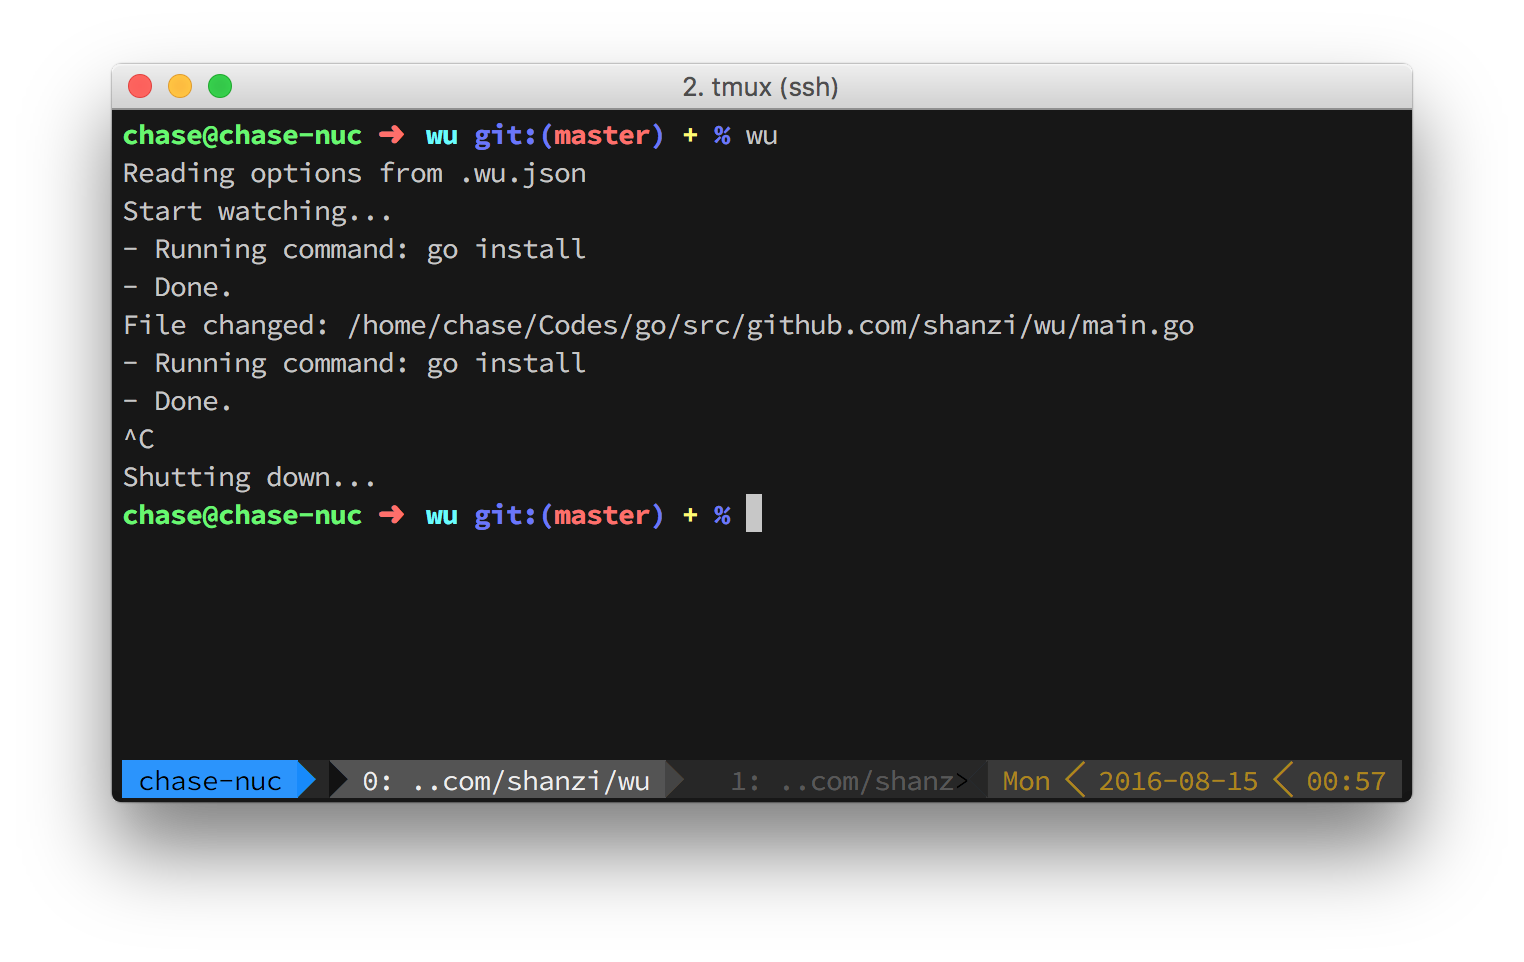 2. tmux (ssh)
chase@chase-nuc ➜ wu git:(master) + % wu
Reading options from .wu.json
Start watching...
- Running command: go install
- Done.
File changed: /home/chase/Codes/go/src/github.com/shanzi/wu/main.go
- Running command: go install
- Done.
^C
Shutting down...
chase@chase-nuc ➜ wu git:(master) + %
chase-nuc 0: ..com/shanzi/wu 1: ..com/shanz> Mon 2016-08-15 00:57